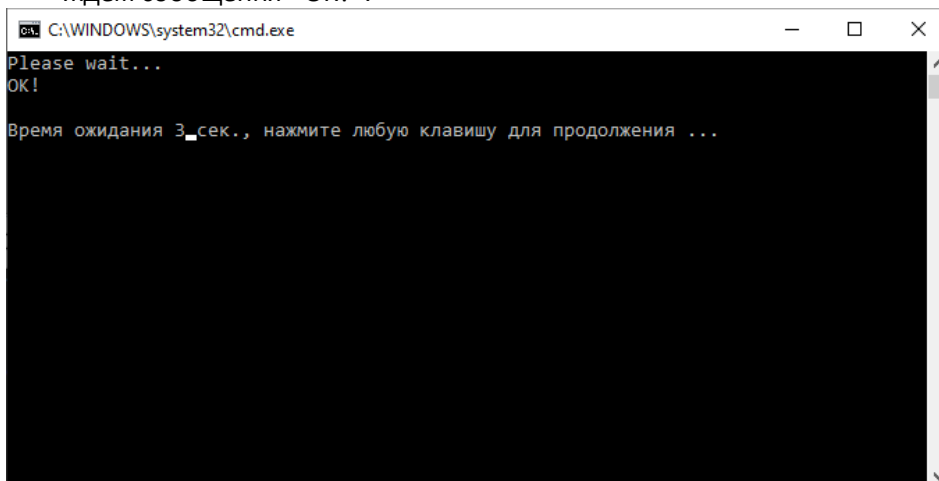 C:\WINDOWS\system32\cmd.exe
Please wait...
OK!
Время ожидания 3 сек., нажмите любую клавишу для продолжения ...